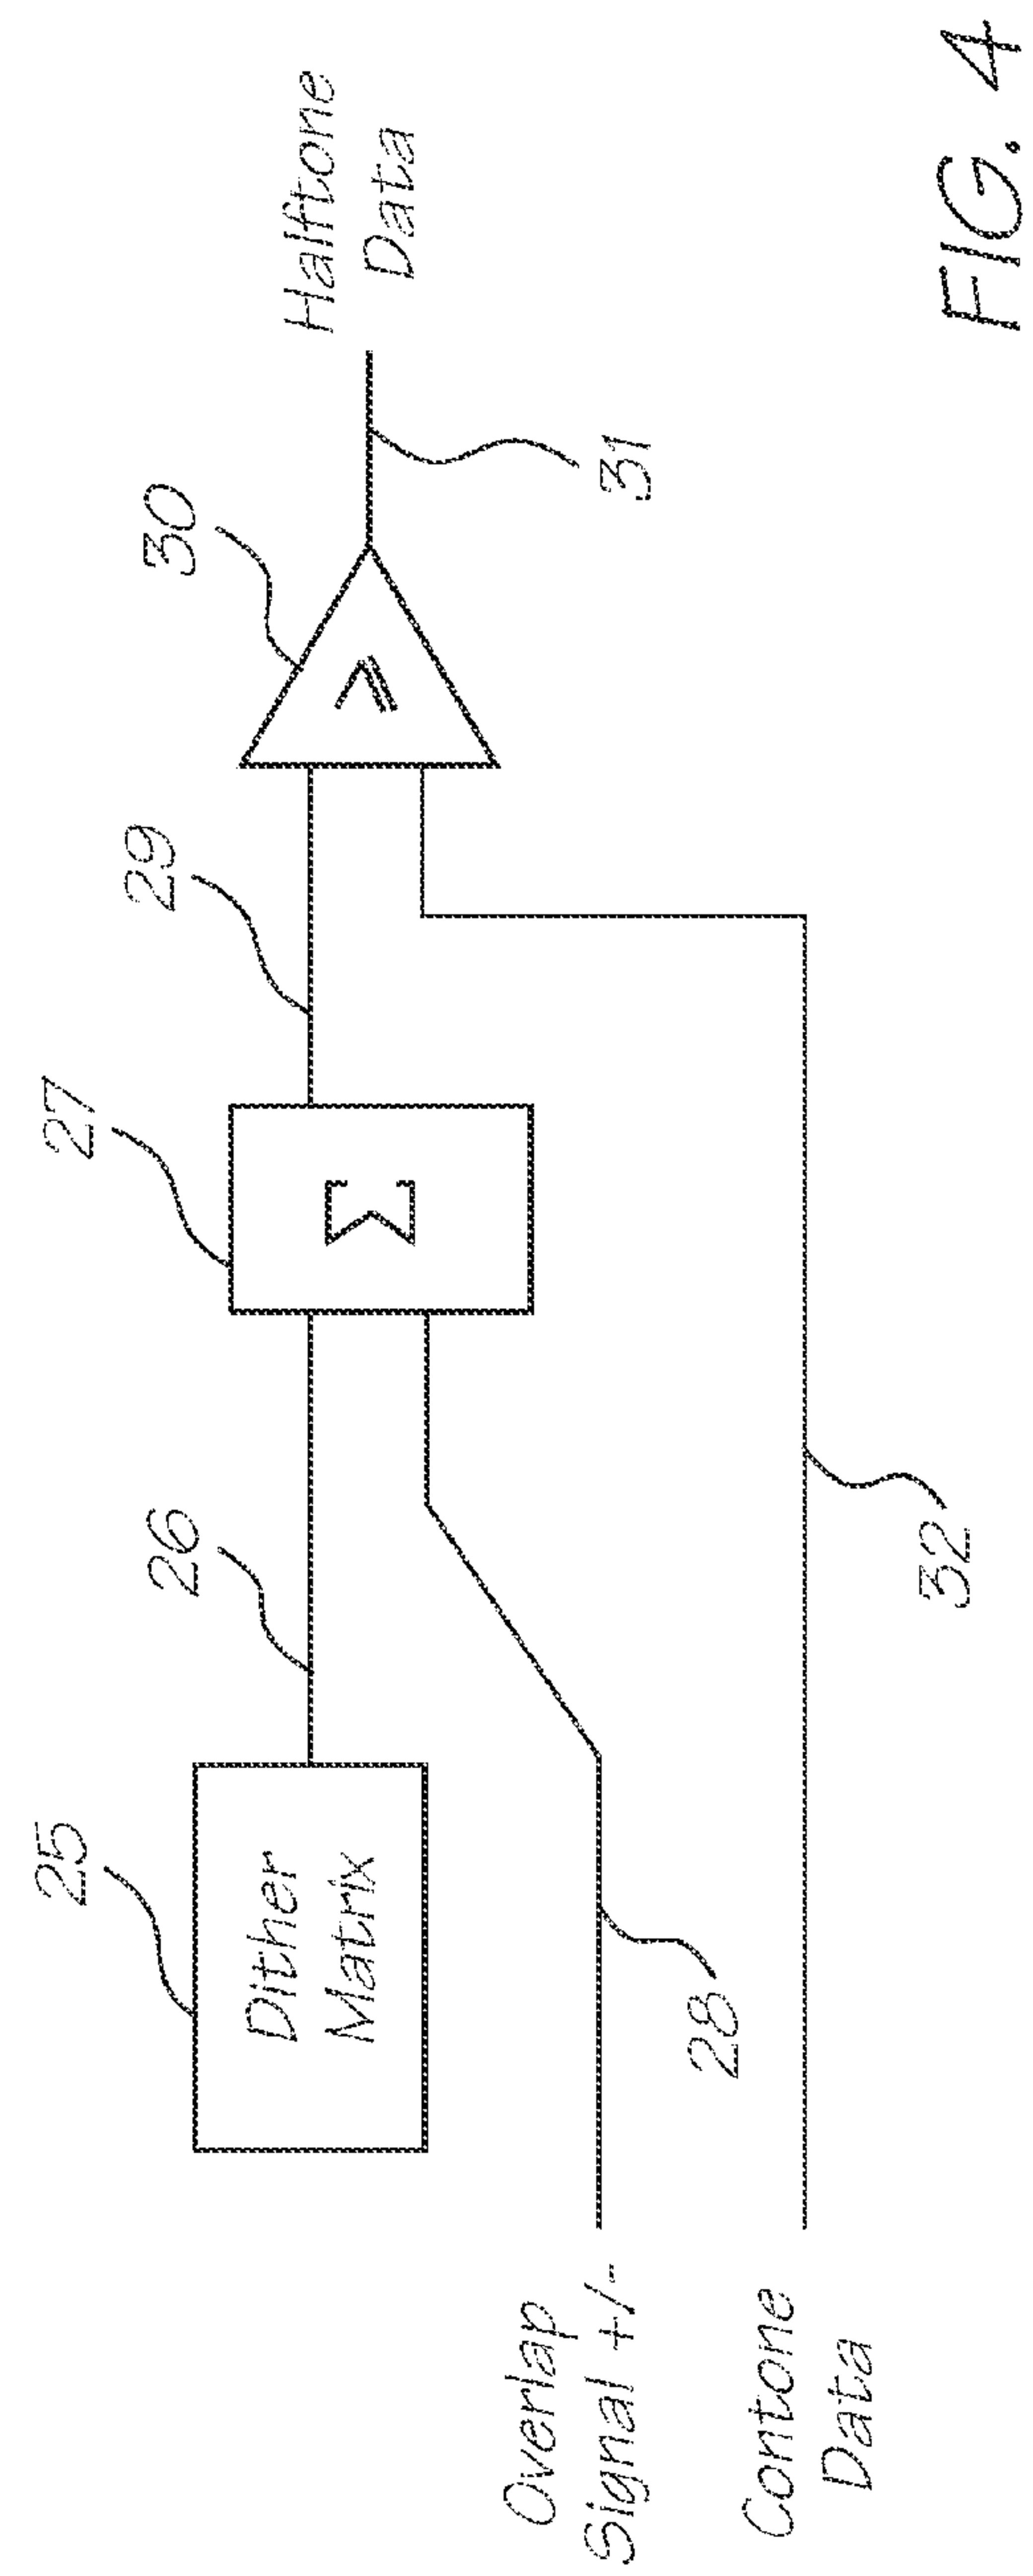 25
Dither
Matrix
26
27
Σ
29
30
≥
Halftone
Data
31
Overlap
Signal +/-
28
Contone
Data
32
FIG. 4